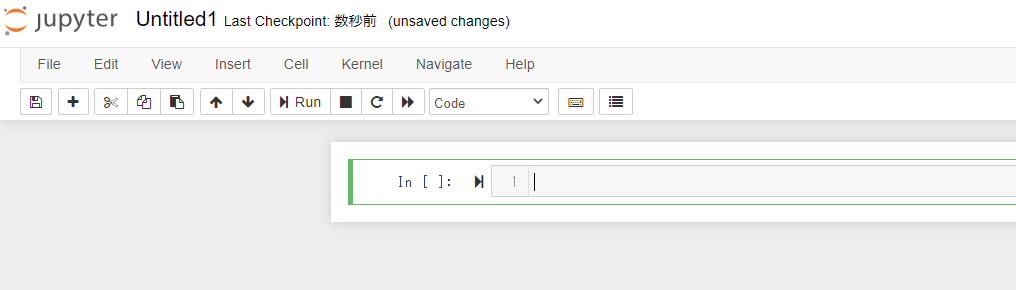 jupyter Untitled1 Last Checkpoint: 数秒前 (unsaved changes)
File Edit View Insert Cell Kernel Navigate Help
Run Code
In [ ]: 1